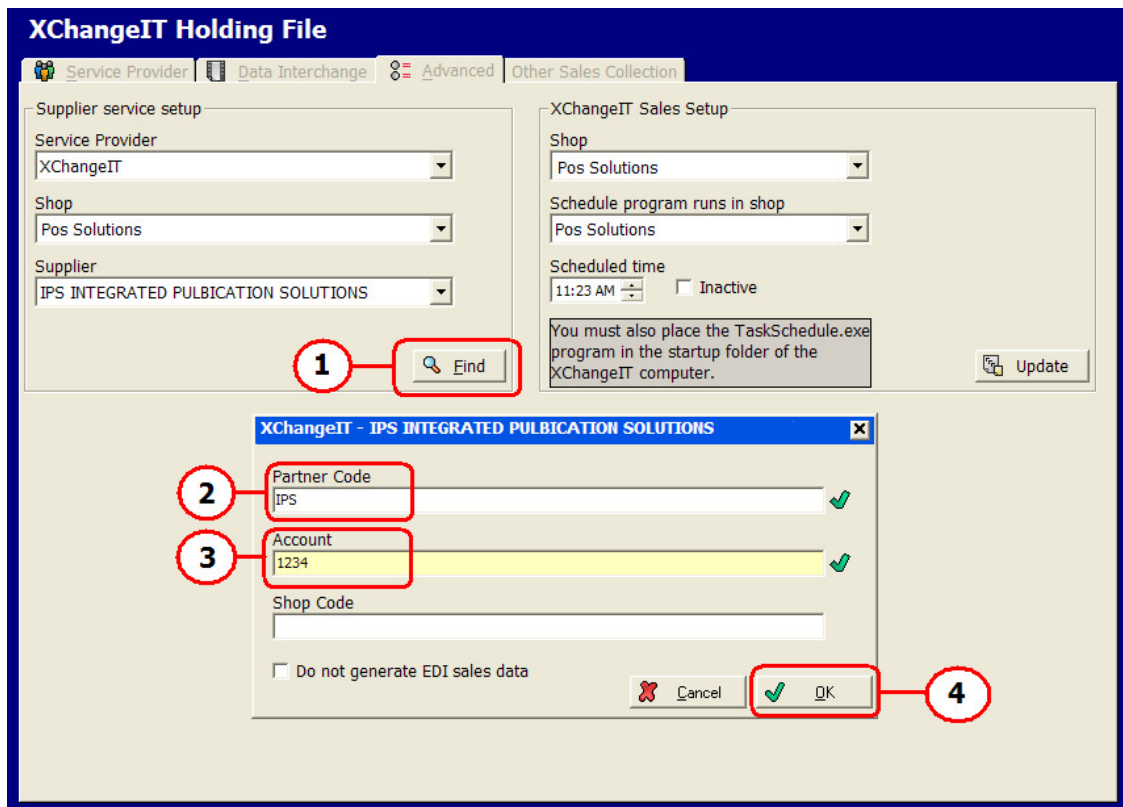 XChangeIT Holding File
Service Provider
Data Interchange
Advanced
Other Sales Collection
Supplier service setup
Service Provider
XChangeIT
Shop
Pos Solutions
Supplier
IPS INTEGRATED PULBICATION SOLUTIONS
1
Find
XChangeIT Sales Setup
Shop
Pos Solutions
Schedule program runs in shop
Pos Solutions
Scheduled time
11:23 AM
Inactive
You must also place the TaskSchedule.exe
program in the startup folder of the
XChangeIT computer.
Update
XChangeIT - IPS INTEGRATED PULBICATION SOLUTIONS
2
Partner Code
IPS
3
Account
1234
Shop Code
Do not generate EDI sales data
Cancel
OK
4